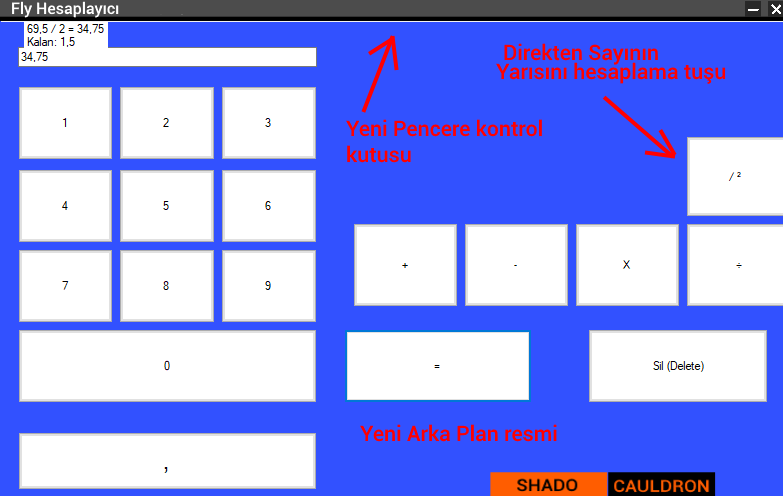 Fly Hesaplayıcı
69,5 / 2 = 34,75
Kalan: 1,5
34,75
Direkten Sayının
Yarısını hesaplama tuşu
Yeni Pencere kontrol
kutusu
1 2 3
/ ²
4 5 6
+ - X ÷
7 8 9
0 = Sil (Delete)
Yeni Arka Plan resmi
,
SHADO CAULDRON